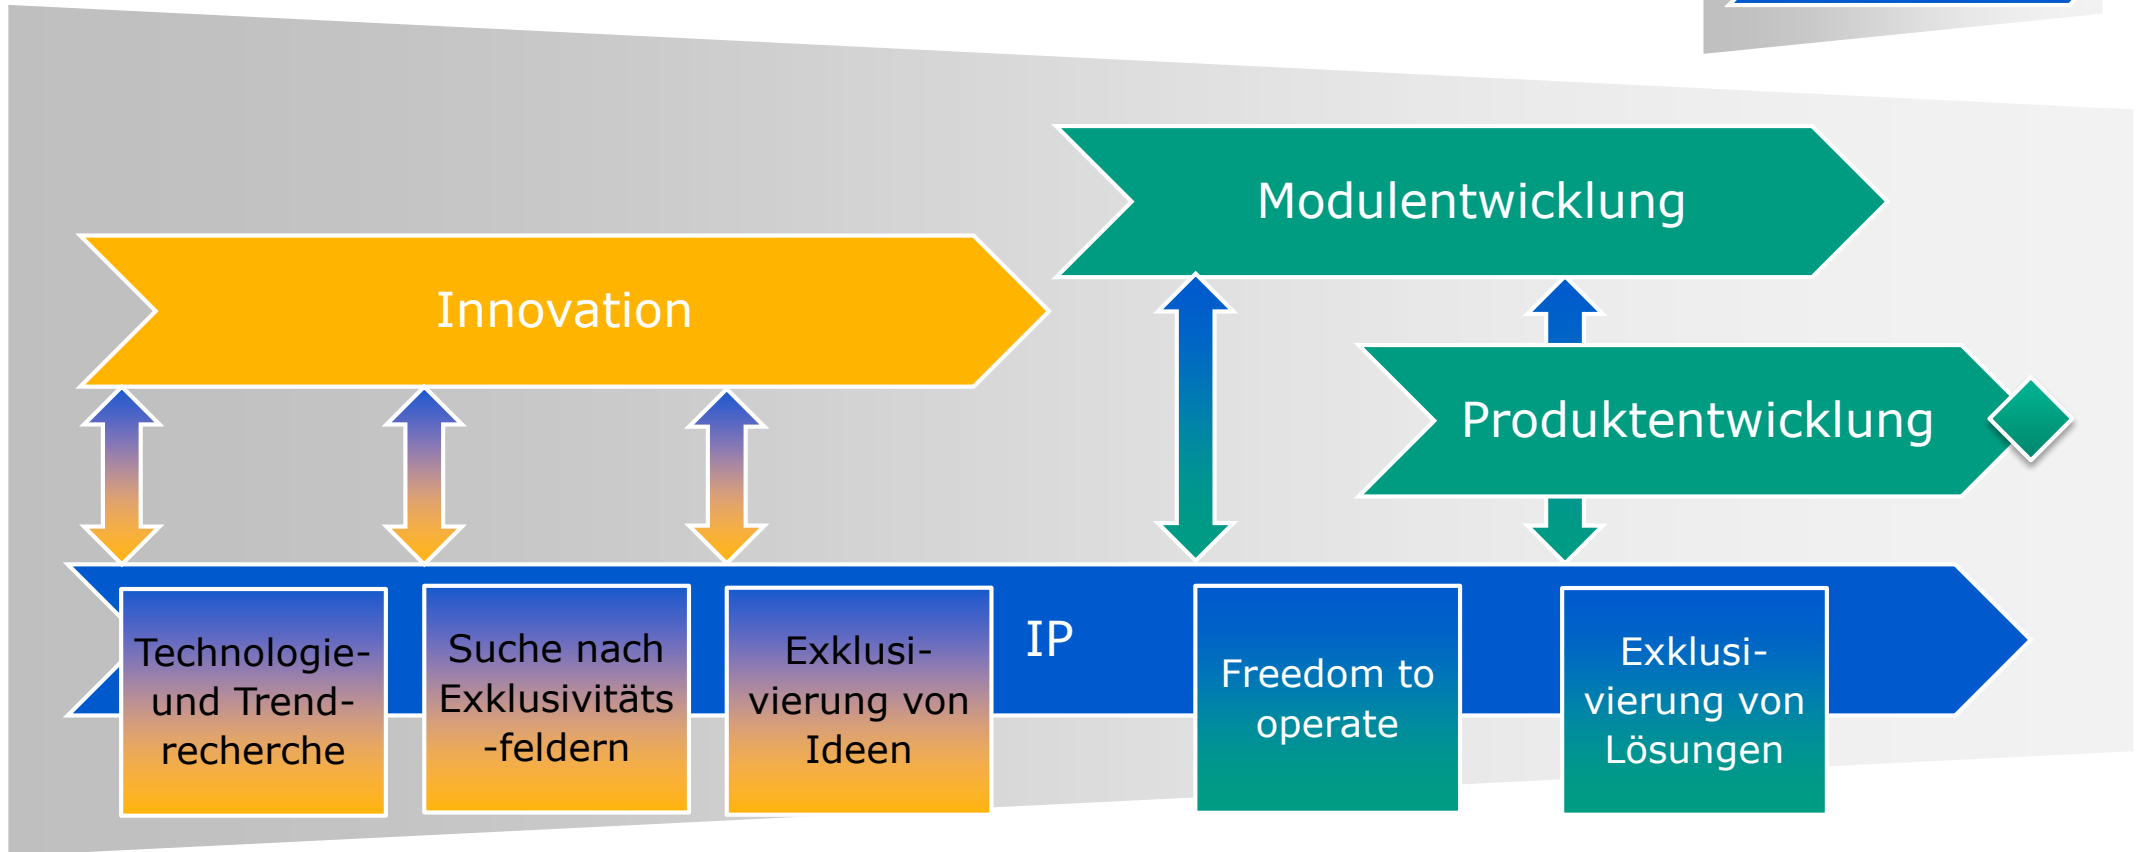 Modulentwicklung
Innovation
Produktentwicklung
IP
Technologie-
und Trend-
recherche
Suche nach
Exklusivitäts
-feldern
Exklusi-
vierung von
Ideen
Freedom to
operate
Exklusi-
vierung von
Lösungen